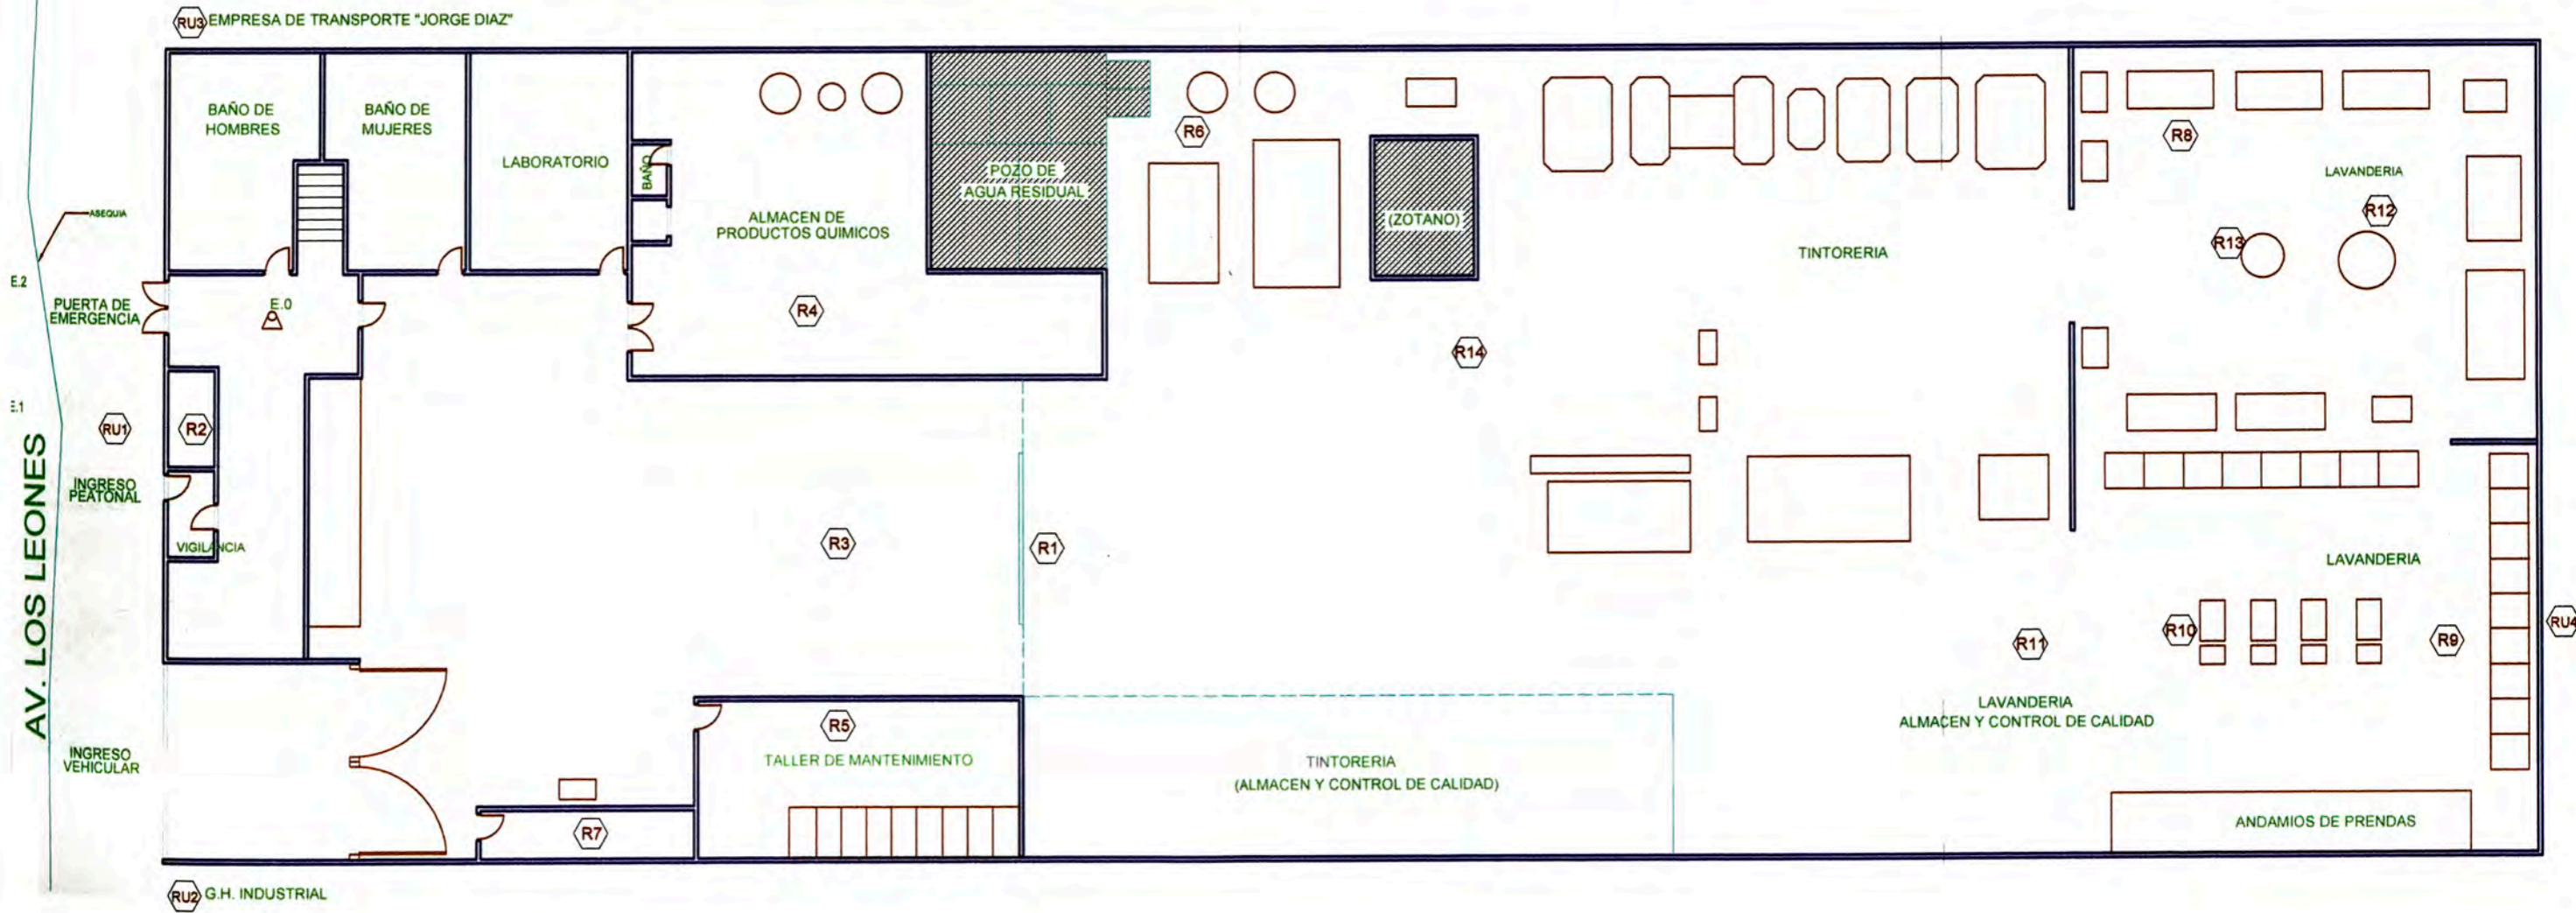 RU3 EMPRESA DE TRANSPORTE "JORGE DIAZ"
BAÑO DE
HOMBRES
BAÑO DE
MUJERES
LABORATORIO
BAÑO
ALMACEN DE
PRODUCTOS QUIMICOS
POZO DE
AGUA RESIDUAL
R6
(ZOTANO)
TINTORERIA
R8
LAVANDERIA
R12
R13
ASEQUIA
E.2
PUERTA DE
EMERGENCIA
E.0
R4
R14
E.1
RU1
R2
AV. LOS LEONES
INGRESO
PEATONAL
VIGILANCIA
R3
R1
LAVANDERIA
R11
R10
R9
RU4
LAVANDERIA
ALMACEN Y CONTROL DE CALIDAD
INGRESO
VEHICULAR
R5
TALLER DE MANTENIMIENTO
TINTORERIA
(ALMACEN Y CONTROL DE CALIDAD)
R7
ANDAMIOS DE PRENDAS
RU2 G.H. INDUSTRIAL